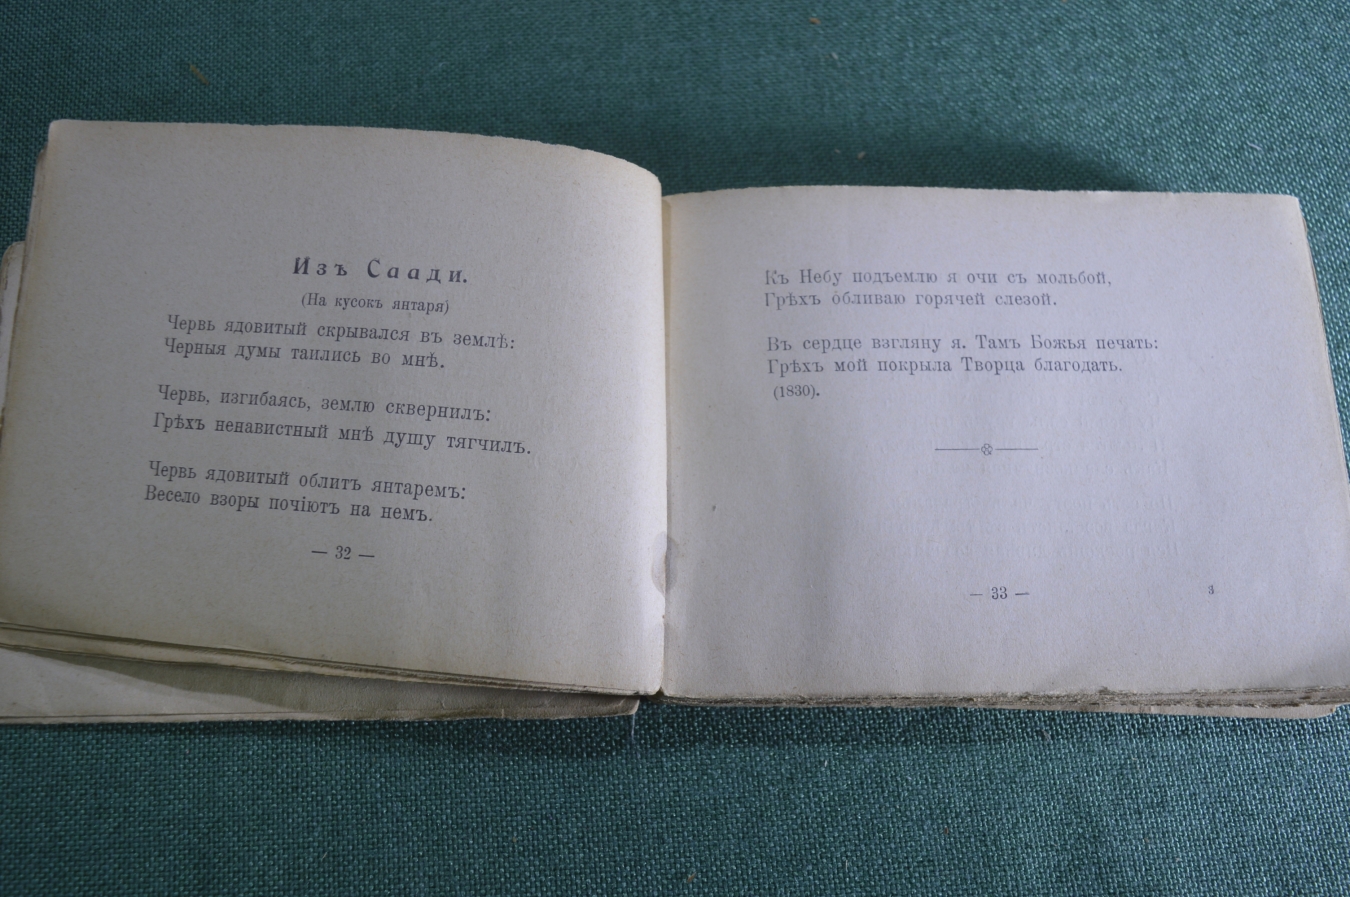 Изъ Саади.
(На кусокъ янтаря)
Червь ядовитый скрывался въ землѣ:
Черныя думы таились во мнѣ.
Червь, изгибаясь, землю сквернилъ:
Грѣхъ ненавистный мнѣ душу тягчилъ.
Червь ядовитый облитъ янтаремъ:
Весело взоры почіютъ на немъ.
— 32 —
Къ Небу подъемлю я очи съ мольбой,
Грѣхъ обливаю горячей слезой.
Въ сердце взгляну я. Тамъ Божья печать:
Грѣхъ мой покрыла Творца благодать.
(1830).
— 33 —
3